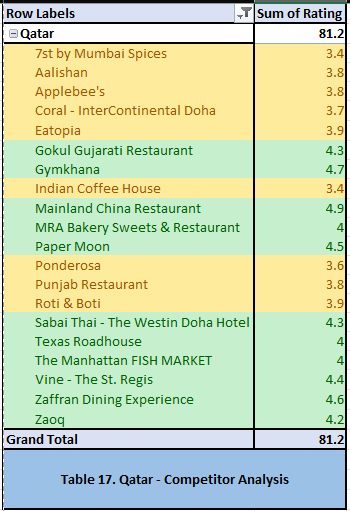 Row Labels Sum of Rating
Qatar 81.2
7st by Mumbai Spices 3.4
Aalishan 3.8
Applebee's 3.8
Coral - InterContinental Doha 3.7
Eatopia 3.9
Gokul Gujarati Restaurant 4.3
Gymkhana 4.7
Indian Coffee House 3.4
Mainland China Restaurant 4.9
MRA Bakery Sweets & Restaurant 4
Paper Moon 4.5
Ponderosa 3.6
Punjab Restaurant 3.8
Roti & Boti 3.9
Sabai Thai - The Westin Doha Hotel 4.3
Texas Roadhouse 4
The Manhattan FISH MARKET 4
Vine - The St. Regis 4.4
Zaffran Dining Experience 4.6
Zaoq 4.2
Grand Total 81.2
Table 17. Qatar - Competitor Analysis